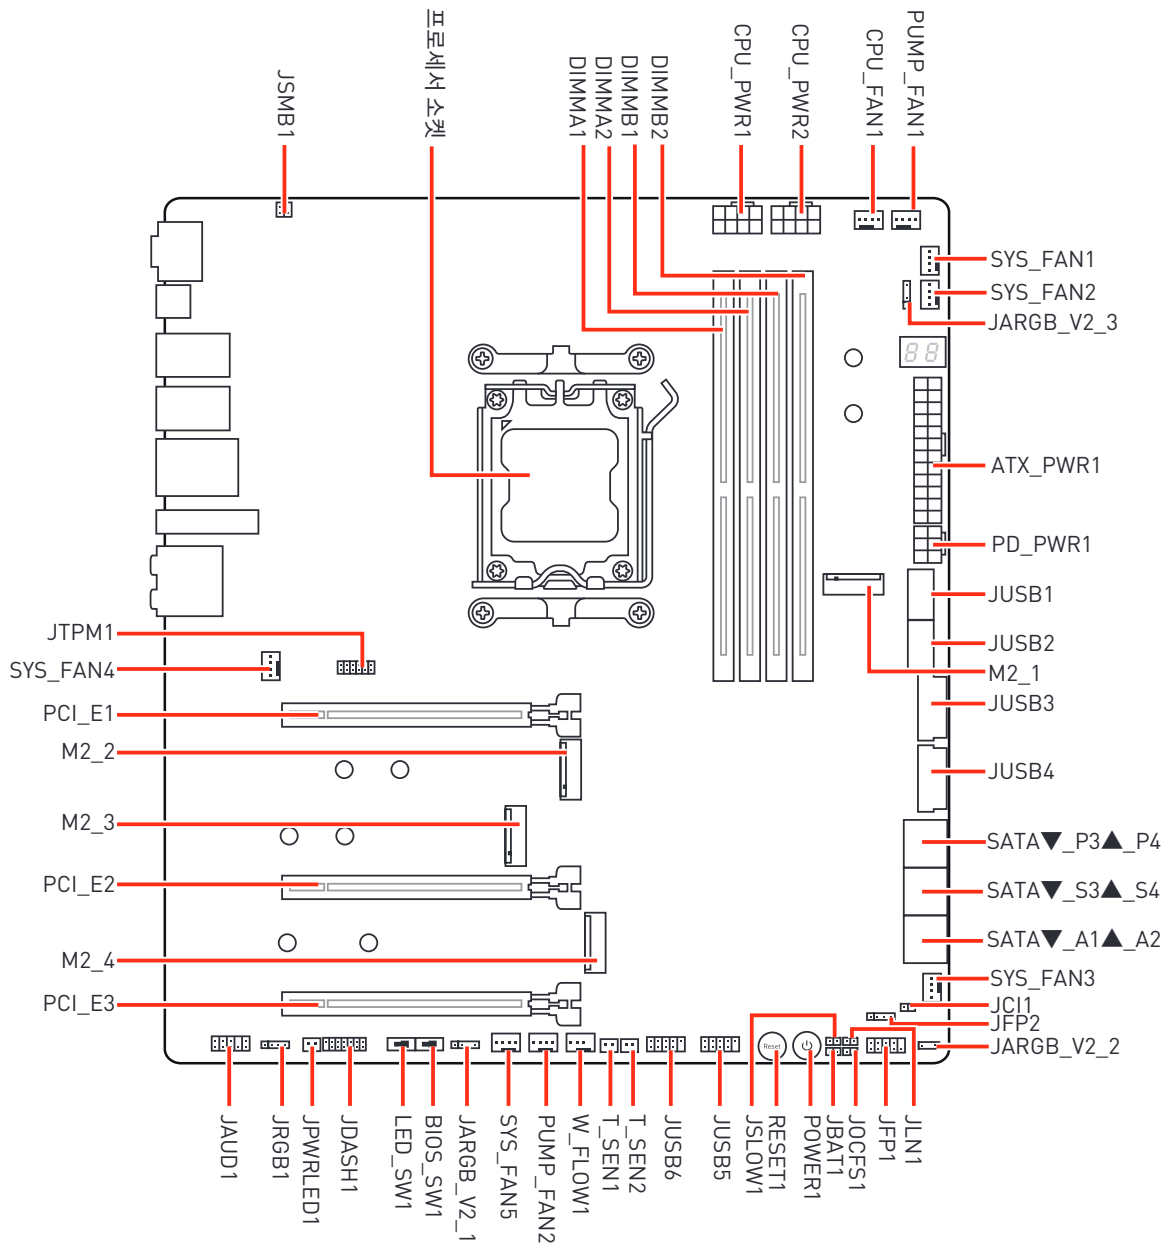 JSMB1
프로세서 소켓
DIMMA1
DIMMA2
DIMMB1
DIMMB2
CPU_PWR1
CPU_PWR2
CPU_FAN1
PUMP_FAN1
SYS_FAN1
SYS_FAN2
JARGB_V2_3
88
ATX_PWR1
PD_PWR1
JUSB1
JUSB2
M2_1
JUSB3
JUSB4
SATA▼_P3▲_P4
SATA▼_S3▲_S4
SATA▼_A1▲_A2
SYS_FAN3
JCI1
JFP2
JARGB_V2_2
JTPM1
SYS_FAN4
PCI_E1
M2_2
M2_3
PCI_E2
M2_4
PCI_E3
Reset
JAUD1
JRGB1
JPWRLED1
JDASH1
LED_SW1
BIOS_SW1
JARGB_V2_1
SYS_FAN5
PUMP_FAN2
W_FLOW1
T_SEN1
T_SEN2
JUSB6
JUSB5
JSLOW1
RESET1
POWER1
JBAT1
JOCFS1
JFP1
JLN1